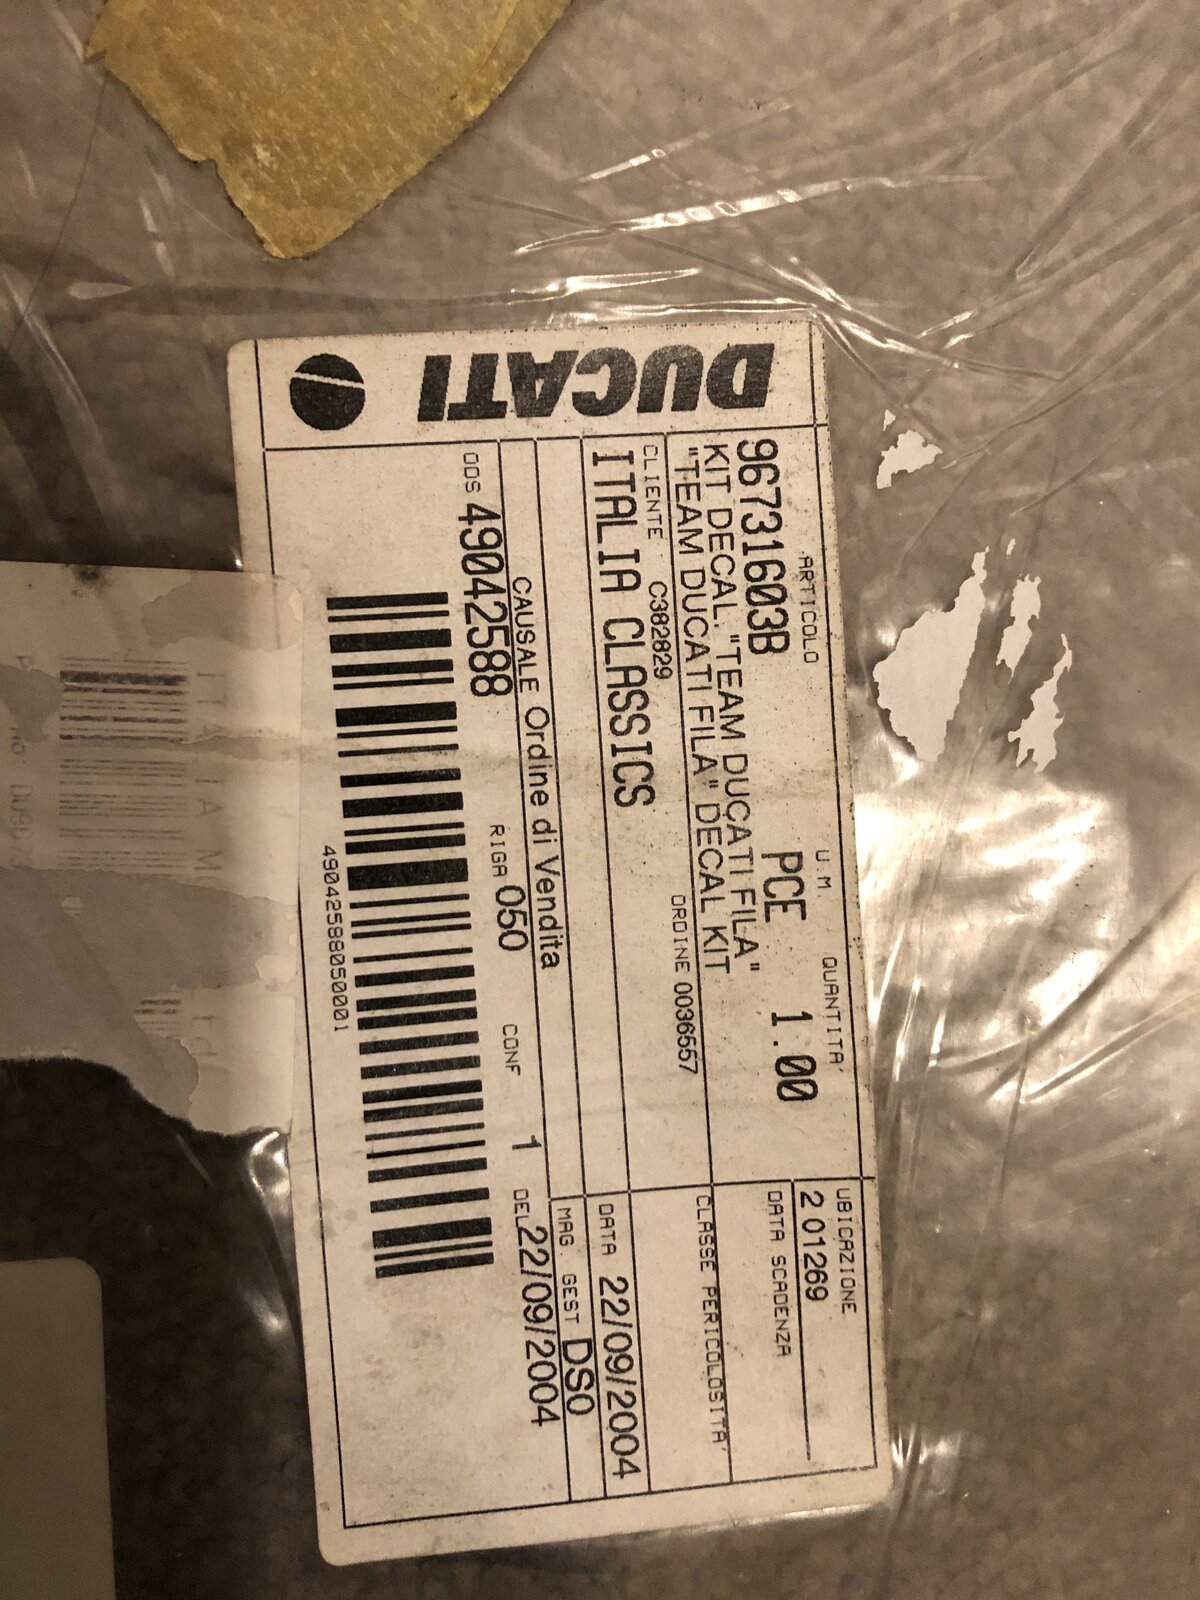 DUCATI
ARTICOLO U.M. QUANTITA' UBICAZIONE
96731603B PCE 1.00 2 01269
KIT DECAL. "TEAM DUCATI FILA" DATA SCADENZA
"TEAM DUCATI FILA" DECAL KIT
CLIENTE C382829 ORDINE 0036557 CLASSE PERICOLOSITA'
ITALIA CLASSICS
DATA 22/09/2004
CAUSALE Ordine di Vendita MAG. GEST DS0
ODS 49042588 RIGA 050 CONF 1 DEL 22/09/2004
49042588050001